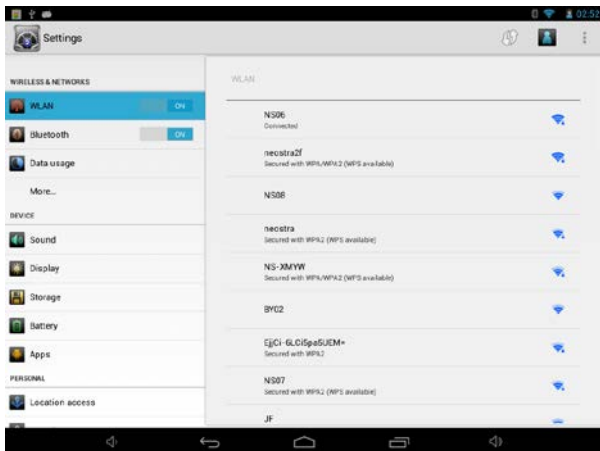 02:52
Settings
WIRELESS & NETWORKS
WLAN ON
Bluetooth ON
Data usage
More...
DEVICE
Sound
Display
Storage
Battery
Apps
PERSONAL
Location access
WLAN
NS06
Connected
neostra2f
Secured with WPA/WPA2 (WPS available)
NS08
neostra
Secured with WPA2 (WPS available)
NS-XMYW
Secured with WPA/WPA2 (WPS available)
BY02
Secured with WPA2
NS07
Secured with WPA2 (WPS available)
JF